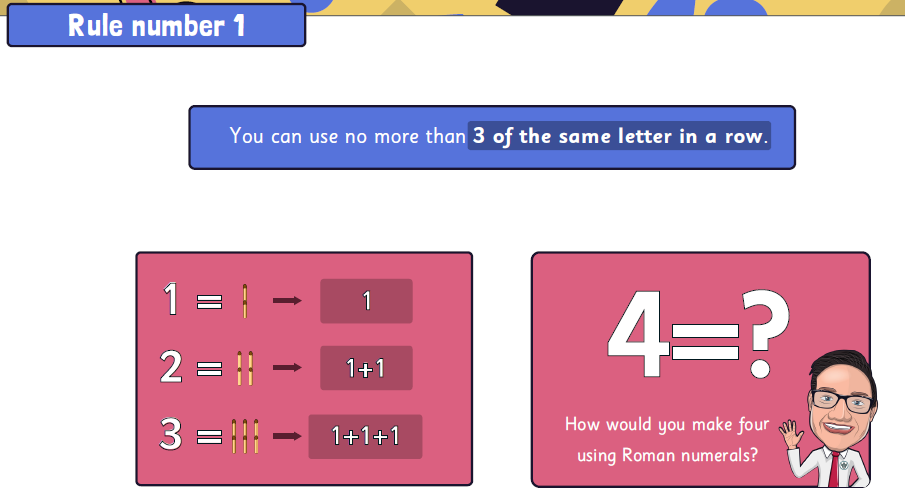 Rule number 1
You can use no more than 3 of the same letter in a row.
1 = 
1
2 = 
1+1
3 = 
1+1+1
4=?
How would you make four
using Roman numerals?